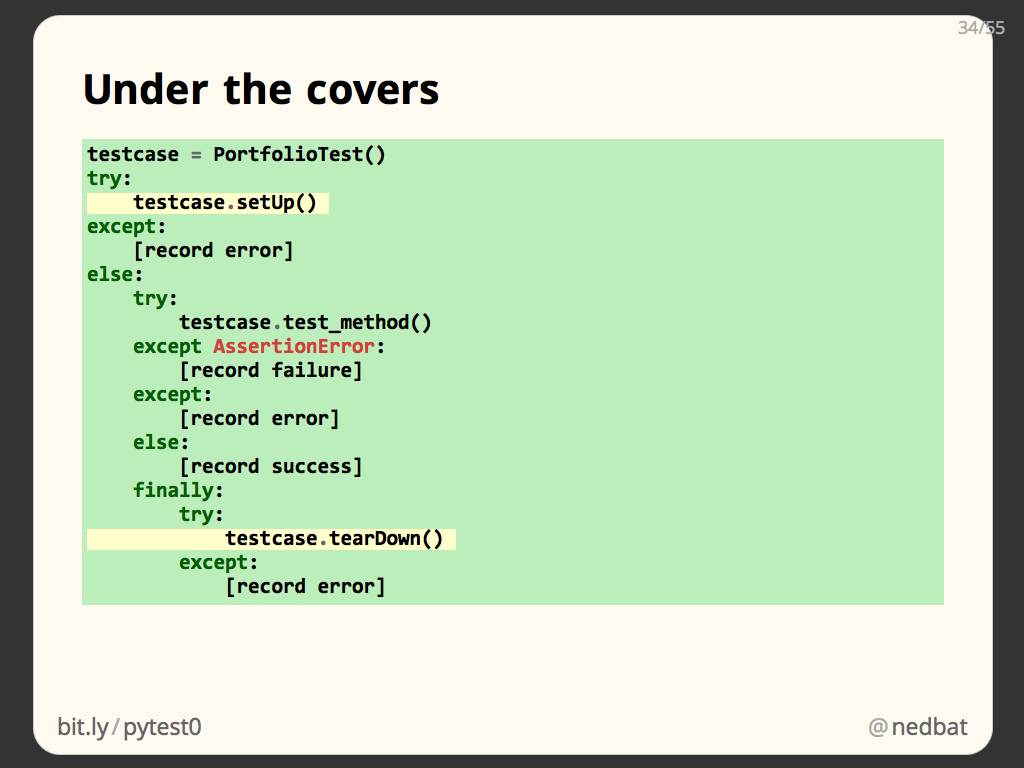 34/55
Under the covers
testcase = PortfolioTest()
try:
    testcase.setUp()
except:
    [record error]
else:
    try:
        testcase.test_method()
    except AssertionError:
        [record failure]
    except:
        [record error]
    else:
        [record success]
    finally:
        try:
            testcase.tearDown()
        except:
            [record error]
bit.ly/pytest0
@nedbat